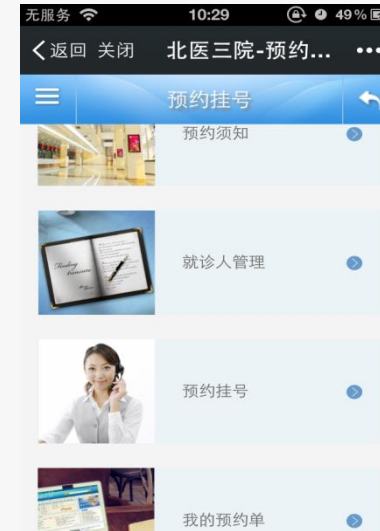 无服务 10:29 49%
返回 关闭 北医三院-预约... •••
预约挂号
预约须知
就诊人管理
预约挂号
我的预约单